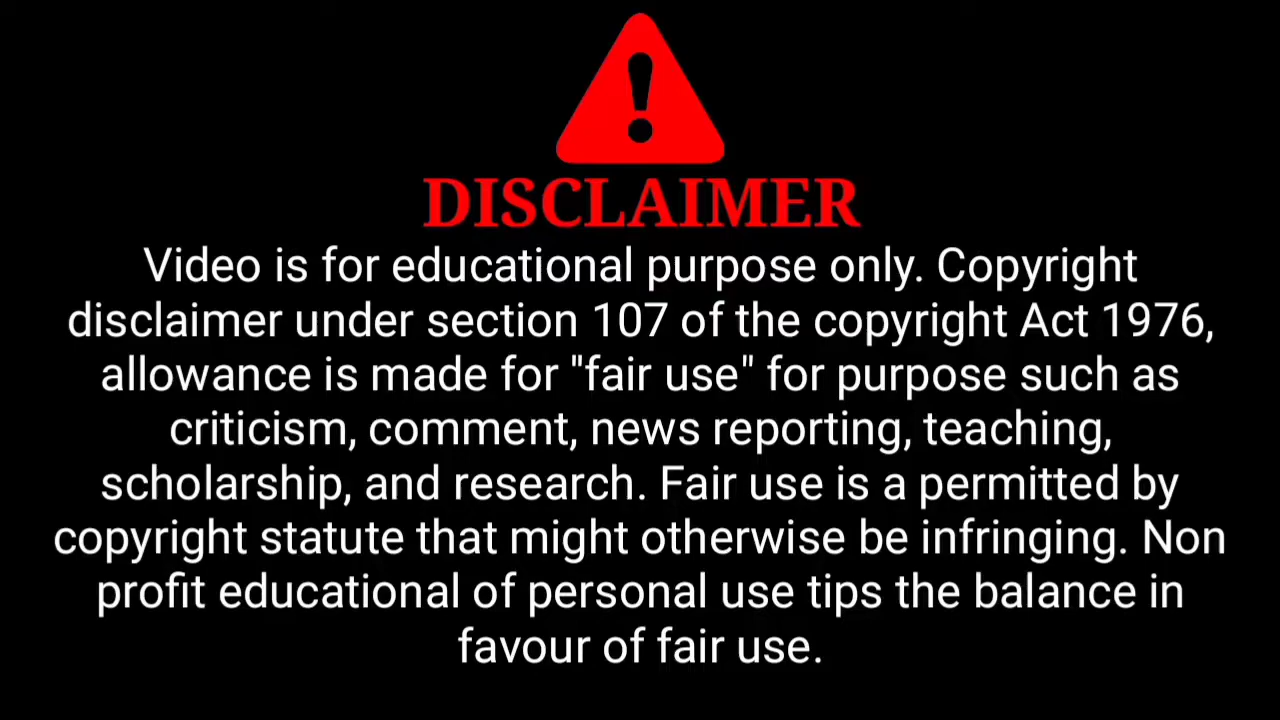 DISCLAIMER
Video is for educational purpose only. Copyright
disclaimer under section 107 of the copyright Act 1976,
allowance is made for "fair use" for purpose such as
criticism, comment, news reporting, teaching,
scholarship, and research. Fair use is a permitted by
copyright statute that might otherwise be infringing. Non
profit educational of personal use tips the balance in
favour of fair use.